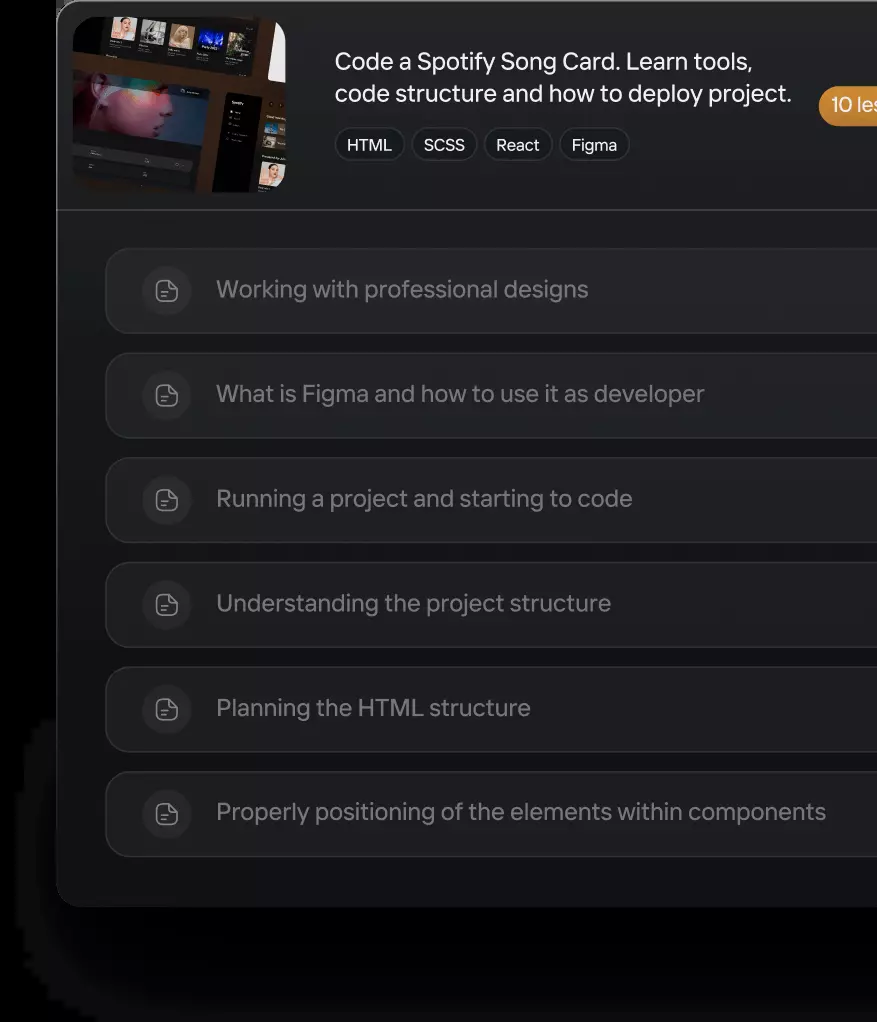 Code a Spotify Song Card. Learn tools,
code structure and how to deploy project.
10 les
HTML SCSS React Figma
Working with professional designs
What is Figma and how to use it as developer
Running a project and starting to code
Understanding the project structure
Planning the HTML structure
Properly positioning of the elements within components